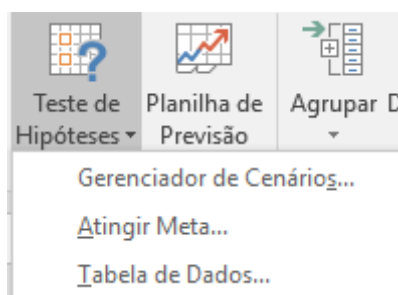 Teste de Hipóteses
Planilha de Previsão
Agrupar
D
Gerenciador de Cenários...
Atingir Meta...
Tabela de Dados...